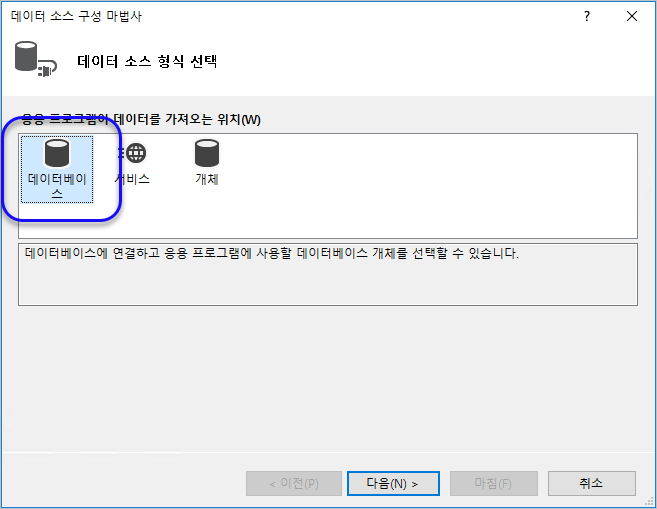 데이터 소스 구성 마법사
?
데이터 소스 형식 선택
응용 프로그램이 데이터를 가져오는 위치(W)
데이터베이
스
서비스
개체
데이터베이스에 연결하고 응용 프로그램에 사용할 데이터베이스 개체를 선택할 수 있습니다.
< 이전(P)
다음(N) >
마침(F)
취소